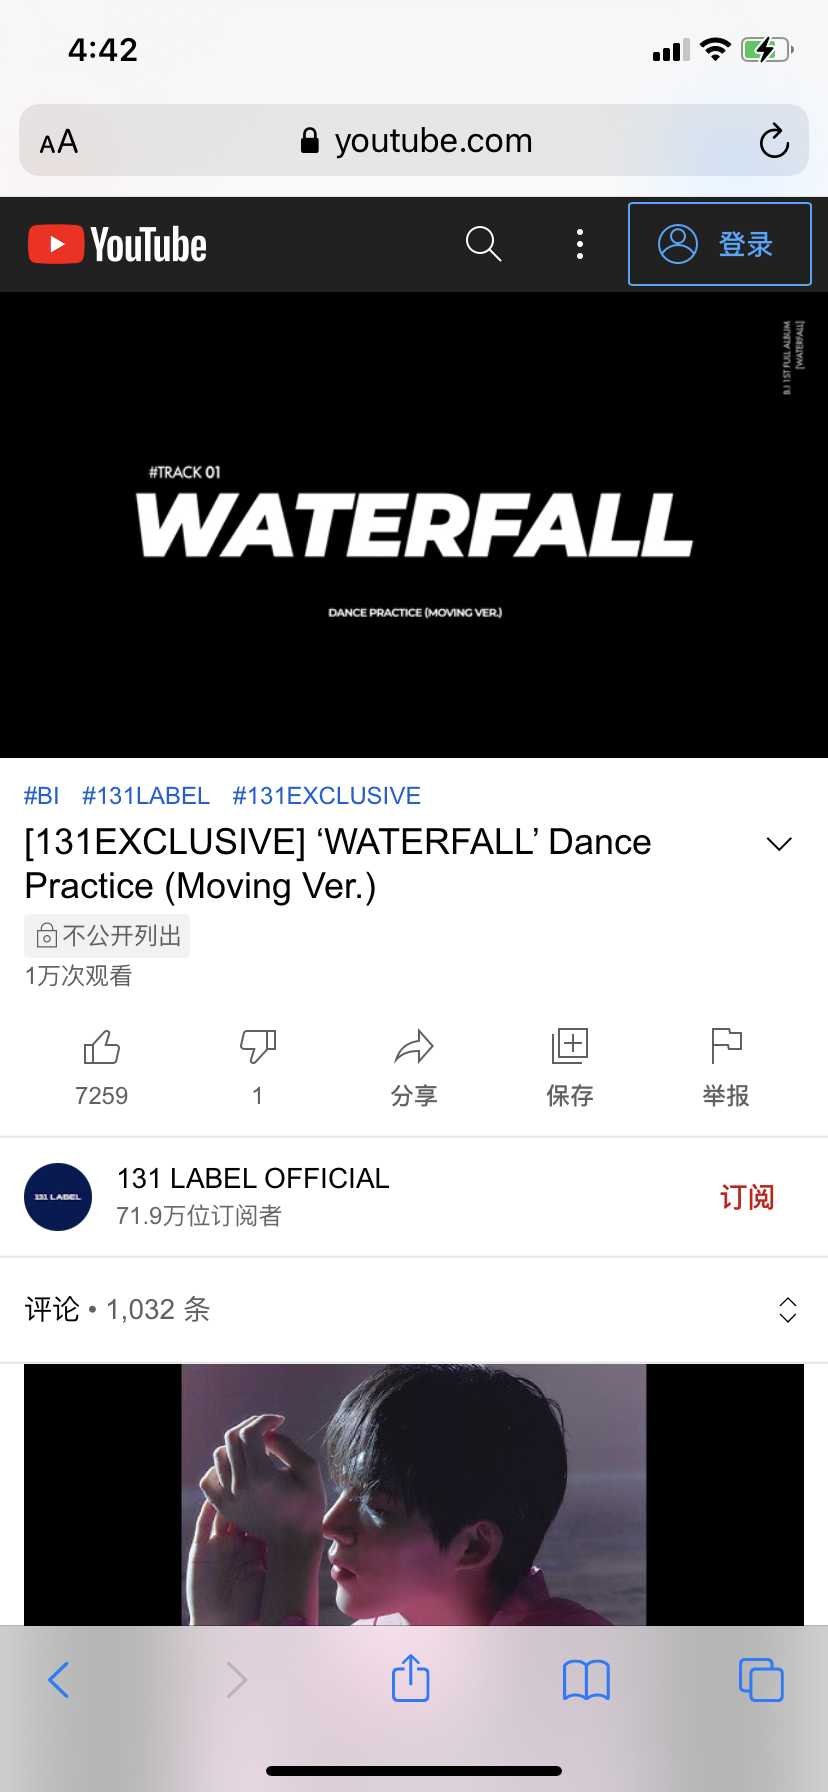 4:42
AA
youtube.com
YouTube
登录
B.I 1ST FULL ALBUM
[WATERFALL]
#TRACK 01
WATERFALL
DANCE PRACTICE (MOVING VER.)
#BI #131LABEL #131EXCLUSIVE
[131EXCLUSIVE] ‘WATERFALL’ Dance
Practice (Moving Ver.)
不公开列出
1万次观看
7259
1
分享
保存
举报
131 LABEL
131 LABEL OFFICIAL
71.9万位订阅者
订阅
评论 • 1,032 条